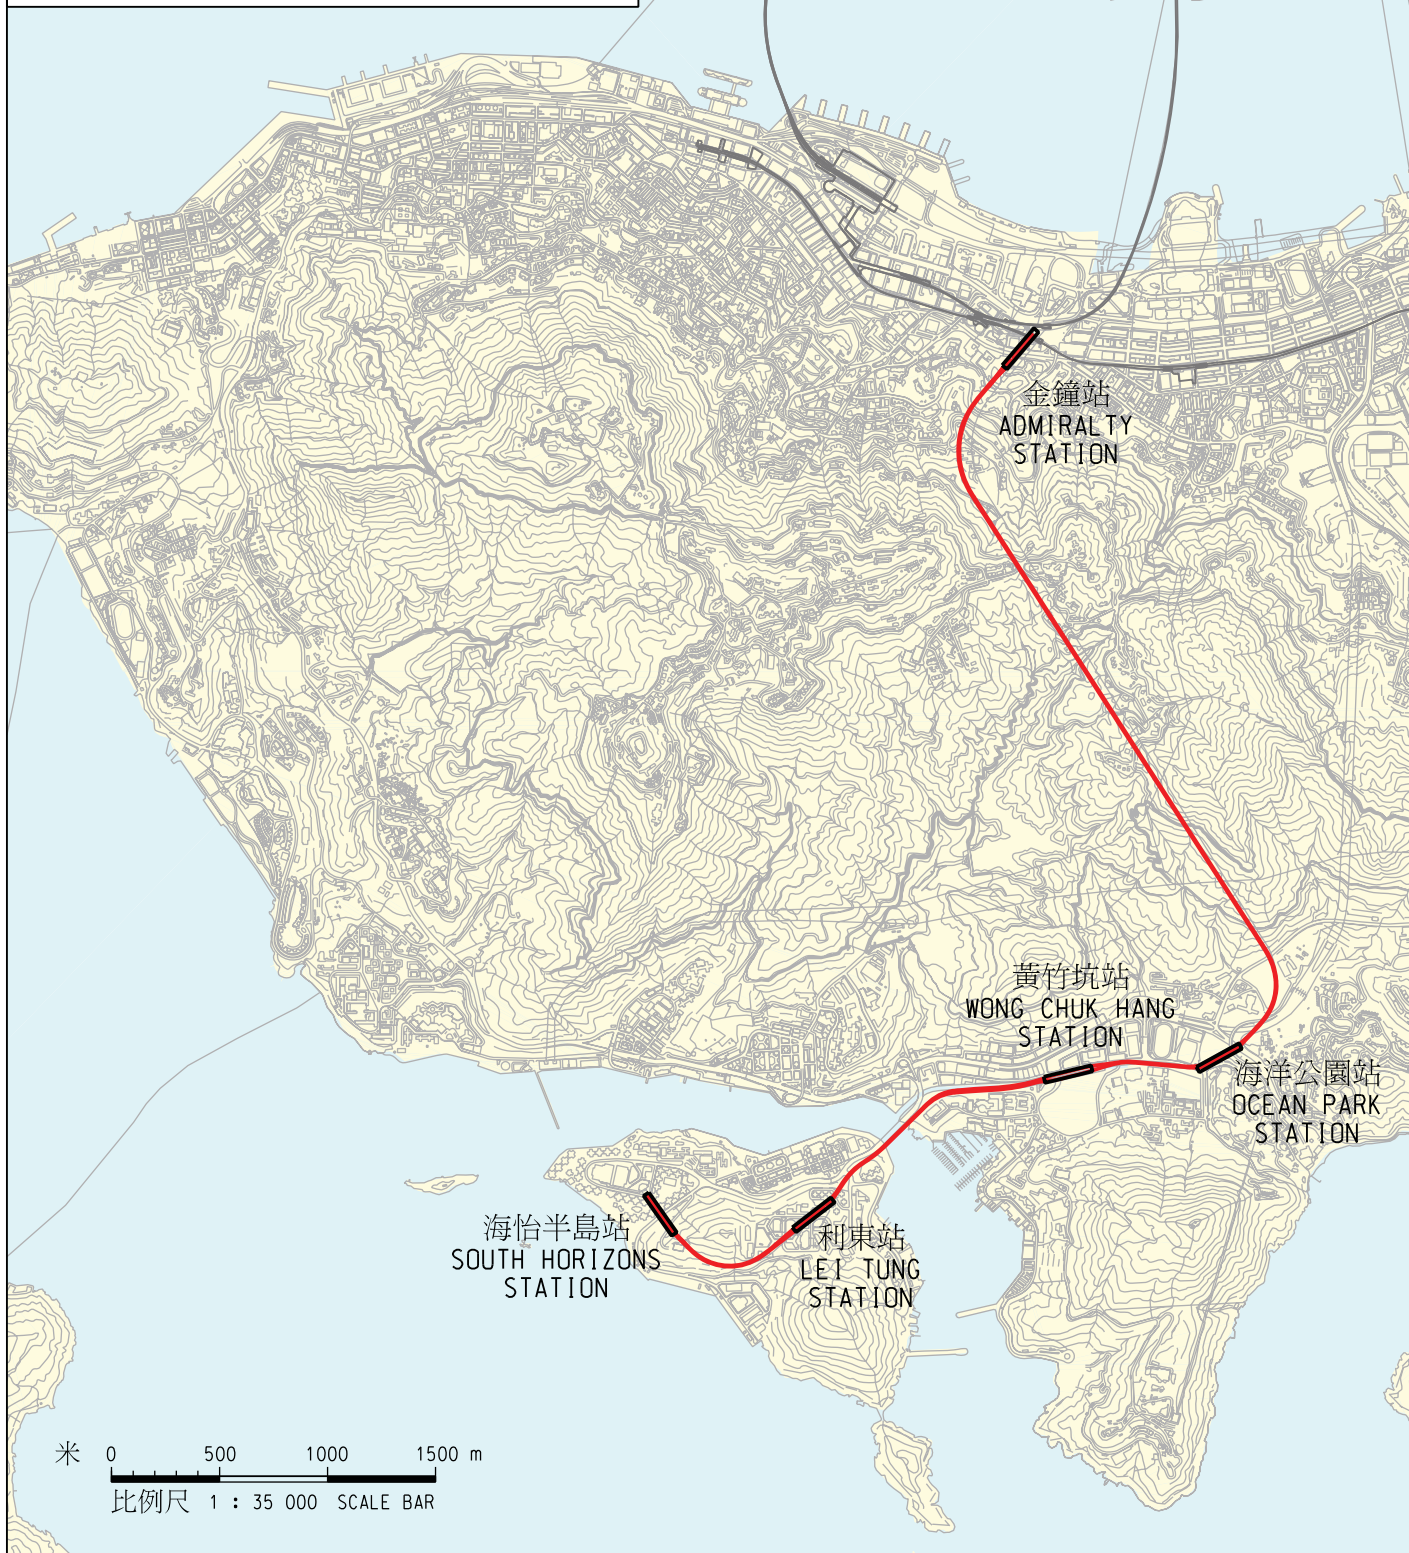 金鐘站
ADMIRALTY
STATION
黃竹坑站
WONG CHUK HANG
STATION
海洋公園站
OCEAN PARK
STATION
海怡半島站
SOUTH HORIZONS
STATION
利東站
LEI TUNG
STATION
米 0 500 1000 1500 m
比例尺 1 : 35 000 SCALE BAR